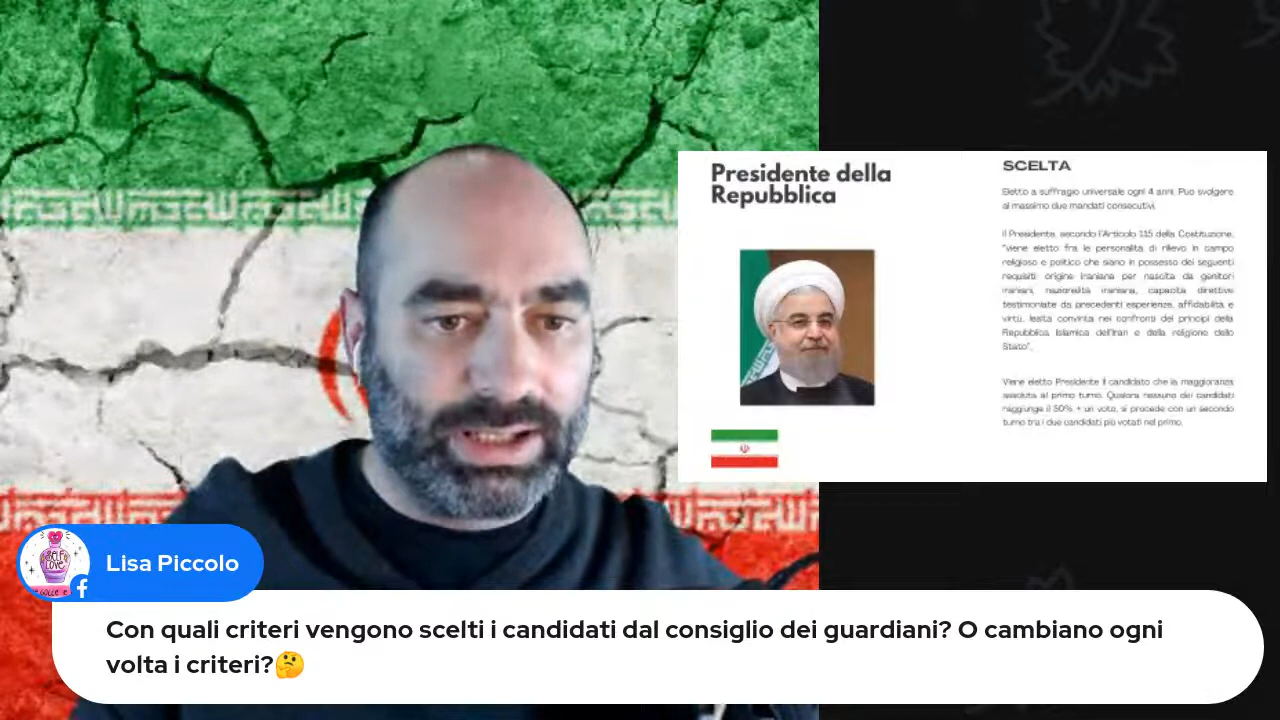 Presidente della
Repubblica
SCELTA
Eletto a suffragio universale ogni 4 anni. Può svolgere
al massimo due mandati consecutivi.
Il Presidente, secondo l'Articolo 115 della Costituzione,
"viene eletto fra le personalità di rilievo in campo
religioso e politico che siano in possesso dei seguenti
requisiti: origine iraniana per nascita da genitori
iraniani, nazionalità iraniana, capacità direttive
testimoniate da precedenti esperienze, affidabilità e
virtù, lealtà convinta nei confronti dei principi della
Repubblica Islamica dell'Iran e della religione dello
Stato".
Viene eletto Presidente il candidato che la maggioranza
assoluta al primo turno. Qualora nessuno dei candidati
raggiunga il 50% + un voto, si procede con un secondo
turno tra i due candidati più votati nel primo.
SELF
LOVE
Lisa Piccolo
Con quali criteri vengono scelti i candidati dal consiglio dei guardiani? O cambiano ogni
volta i criteri?🤔